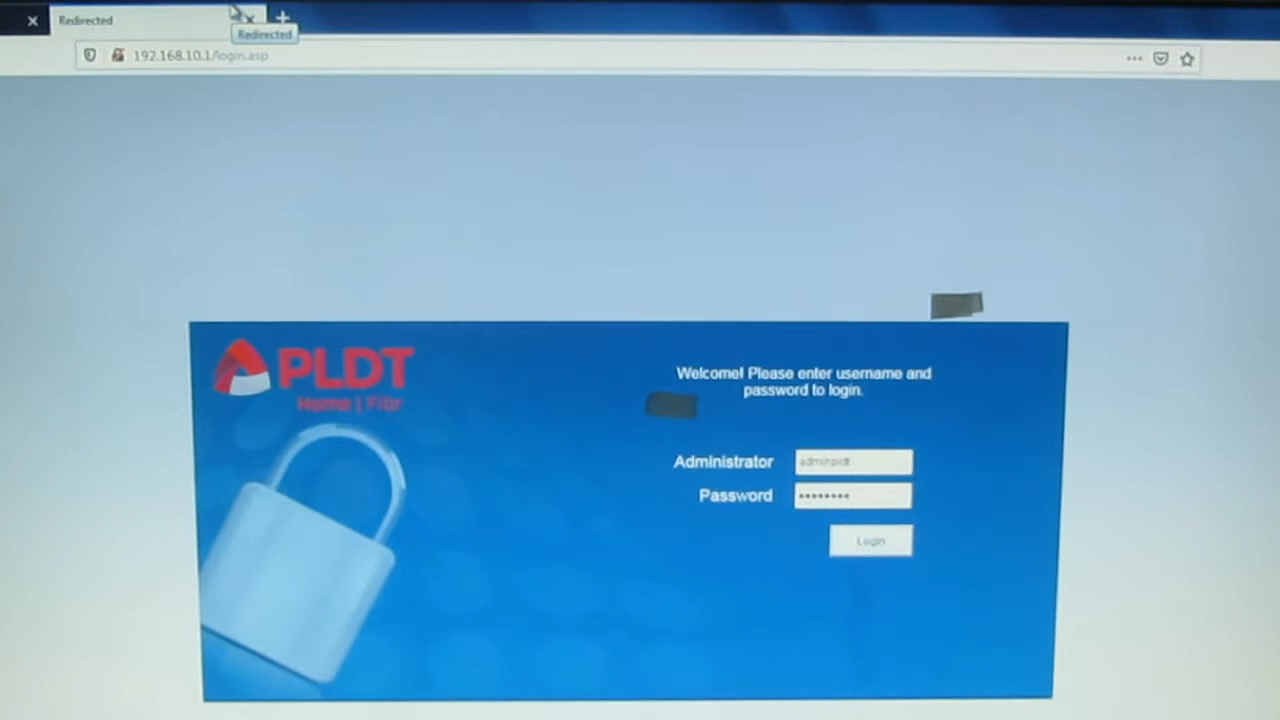 Redirected
Redirected
192.168.10.1/login.asp
PLDT
Home | Fibr
Welcome! Please enter username and
password to login.
Administrator
adminpldt
Password
Login